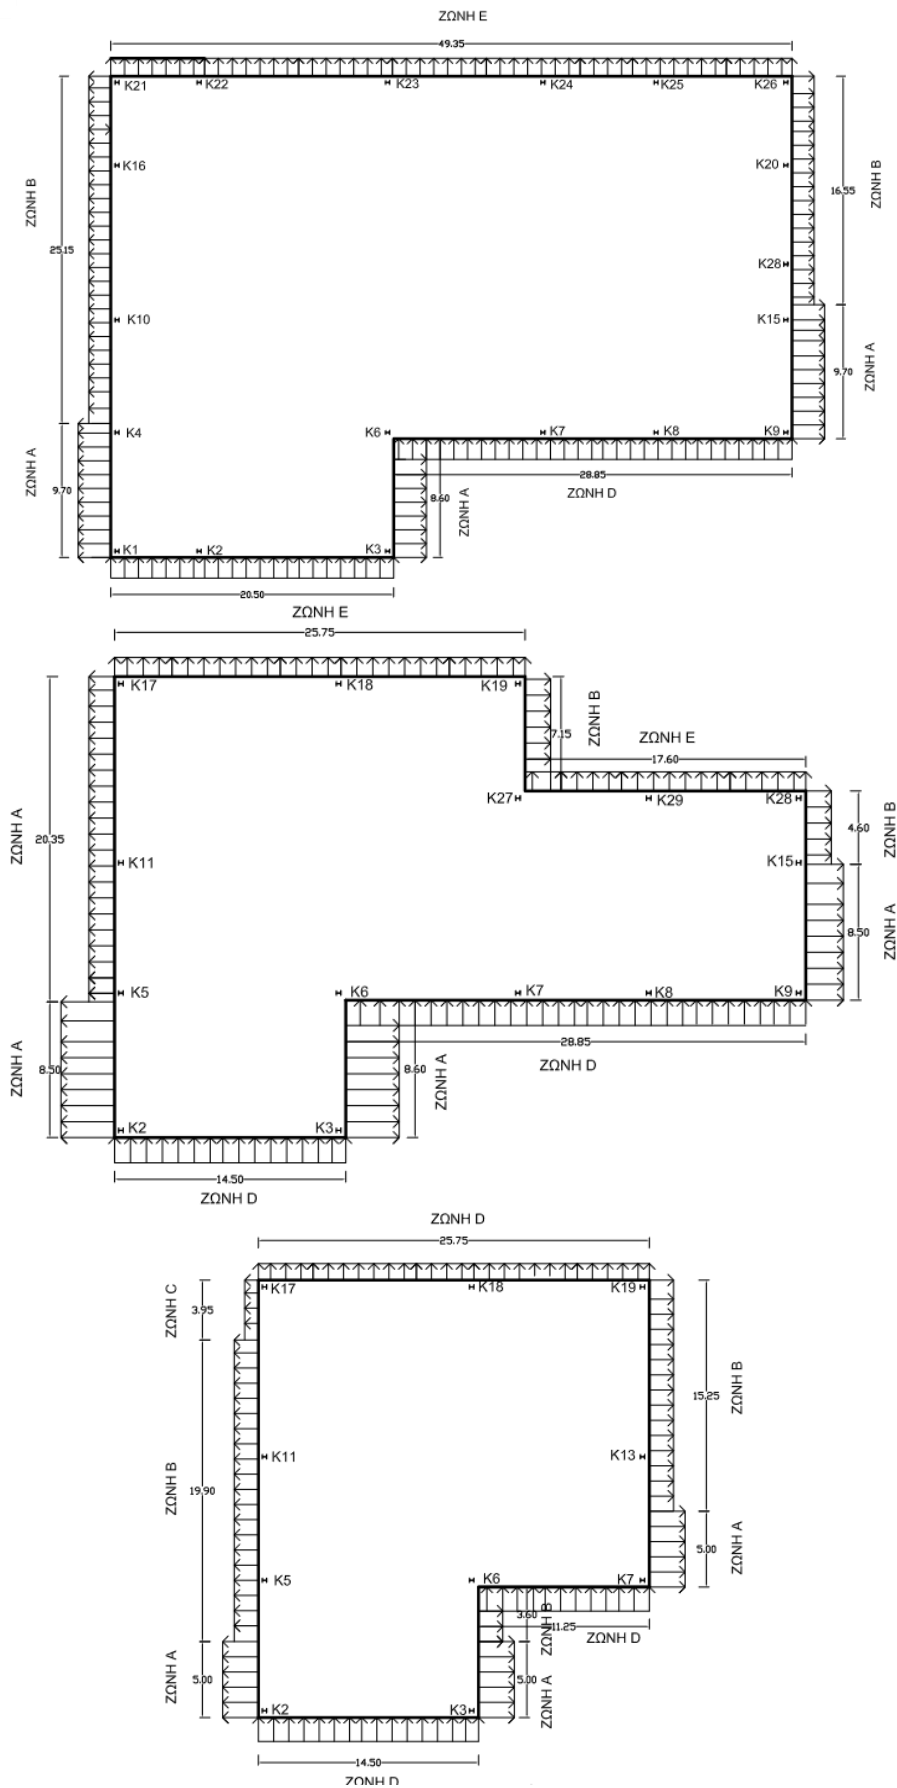 ΖΩΝΗ Ε
49.35
K21 K22 K23 K24 K25 K26
K16 K20
ΖΩΝΗ Β
25.15
16.55
ΖΩΝΗ Β
K28
K10 K15
9.70
ΖΩΝΗ Α
K4 K6 K7 K8 K9
28.85
ΖΩΝΗ D
ΖΩΝΗ Α
9.70
8.60
ΖΩΝΗ Α
K1 K2 K3
20.50
ΖΩΝΗ Ε
25.75
K17 K18 K19
7.15
ΖΩΝΗ Β
ΖΩΝΗ Ε
17.60
K27 K29 K28
ΖΩΝΗ Α
20.35
4.60
ΖΩΝΗ Β
K11 K15
8.50
ΖΩΝΗ Α
K5 K6 K7 K8 K9
28.85
ΖΩΝΗ D
ΖΩΝΗ Α
8.50
8.60
ΖΩΝΗ Α
K2 K3
14.50
ΖΩΝΗ D
ΖΩΝΗ D
25.75
K17 K18 K19
ΖΩΝΗ C
3.95
15.25
ΖΩΝΗ Β
K11 K13
ΖΩΝΗ Β
19.90
5.00
ΖΩΝΗ Α
K5 K6 K7
3.60
ΖΩΝΗ Β
11.25
ΖΩΝΗ D
ΖΩΝΗ Α
5.00
5.00
ΖΩΝΗ Α
K2 K3
14.50
ΖΩΝΗ D